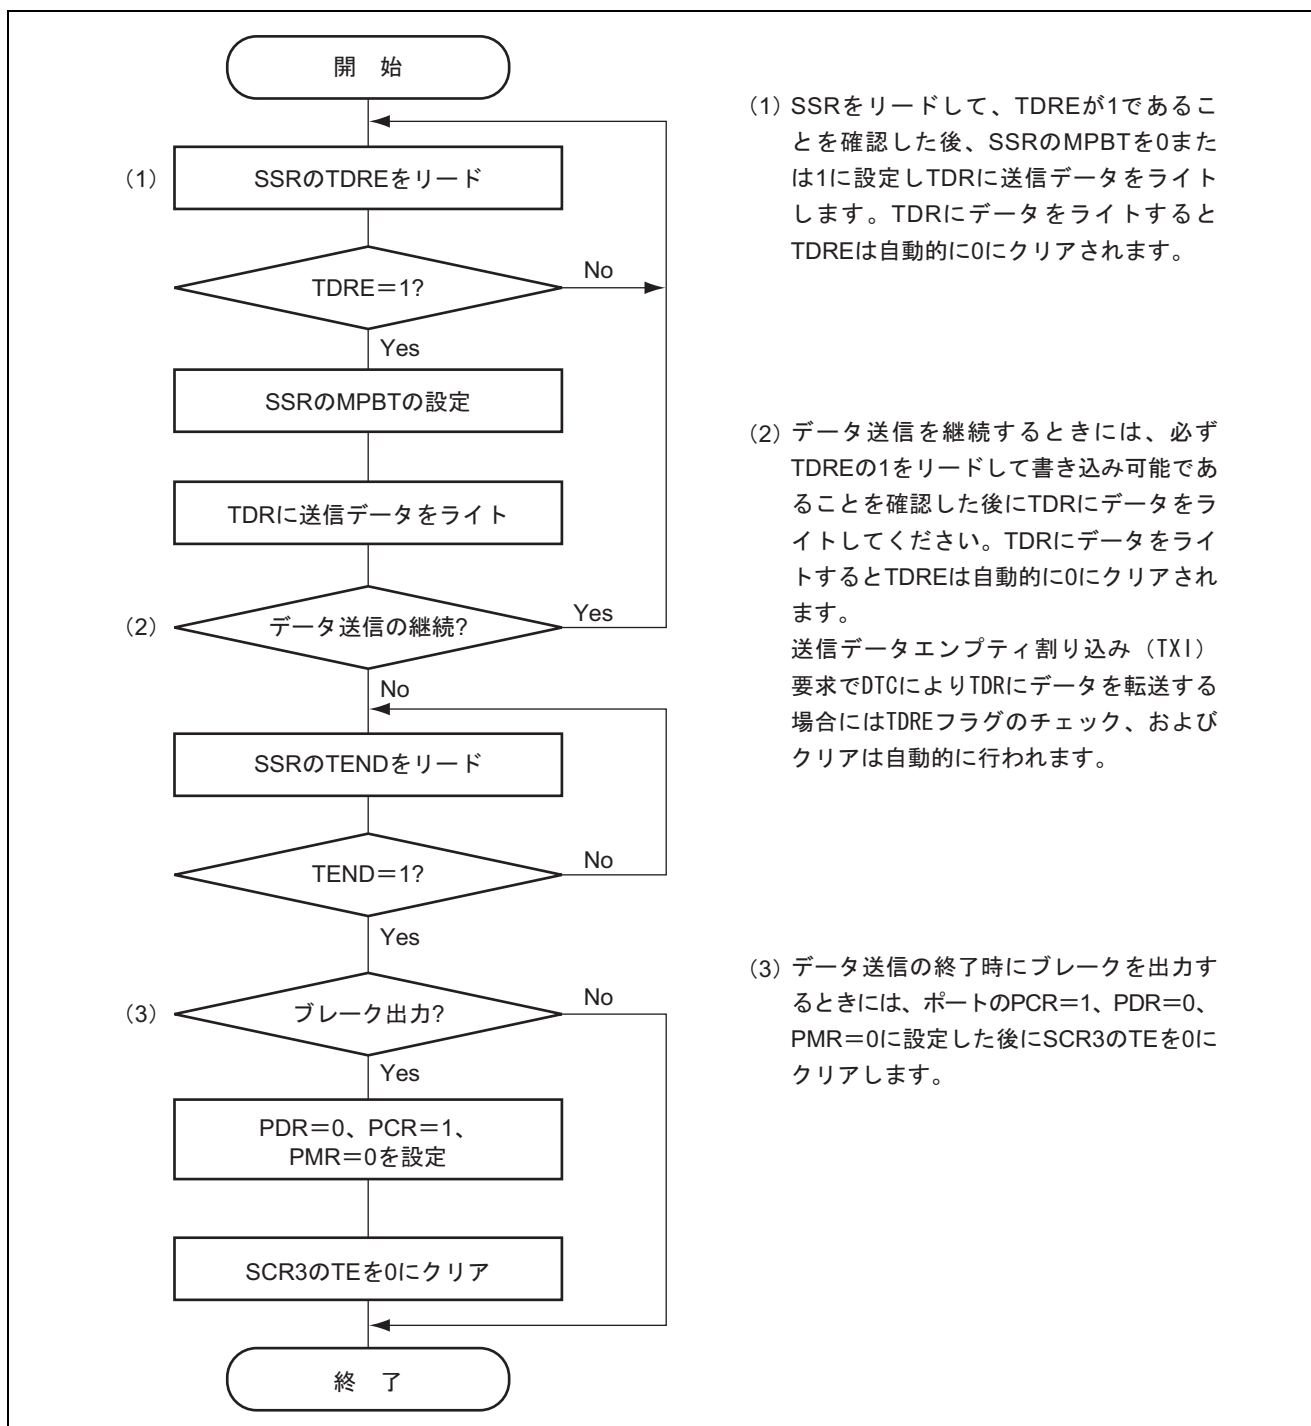 開 始
(1)
SSRのTDREをリード
TDRE=1?
No
Yes
SSRのMPBTの設定
TDRに送信データをライト
(2)
データ送信の継続?
Yes
No
SSRのTENDをリード
TEND=1?
No
Yes
(3)
ブレーク出力?
No
Yes
PDR=0、PCR=1、
PMR=0を設定
SCR3のTEを0にクリア
終 了
(1) SSRをリードして、TDREが1であるこ
とを確認した後、SSRのMPBTを0また
は1に設定しTDRに送信データをライト
します。TDRにデータをライトすると
TDREは自動的に0にクリアされます。
(2) データ送信を継続するときには、必ず
TDREの1をリードして書き込み可能であ
ることを確認した後にTDRにデータをラ
イトしてください。TDRにデータをライ
トするとTDREは自動的に0にクリアされ
ます。
送信データエンプティ割り込み（TXI）
要求でDTCによりTDRにデータを転送する
場合にはTDREフラグのチェック、および
クリアは自動的に行われます。
(3) データ送信の終了時にブレークを出力す
るときには、ポートのPCR=1、PDR=0、
PMR=0に設定した後にSCR3のTEを0に
クリアします。